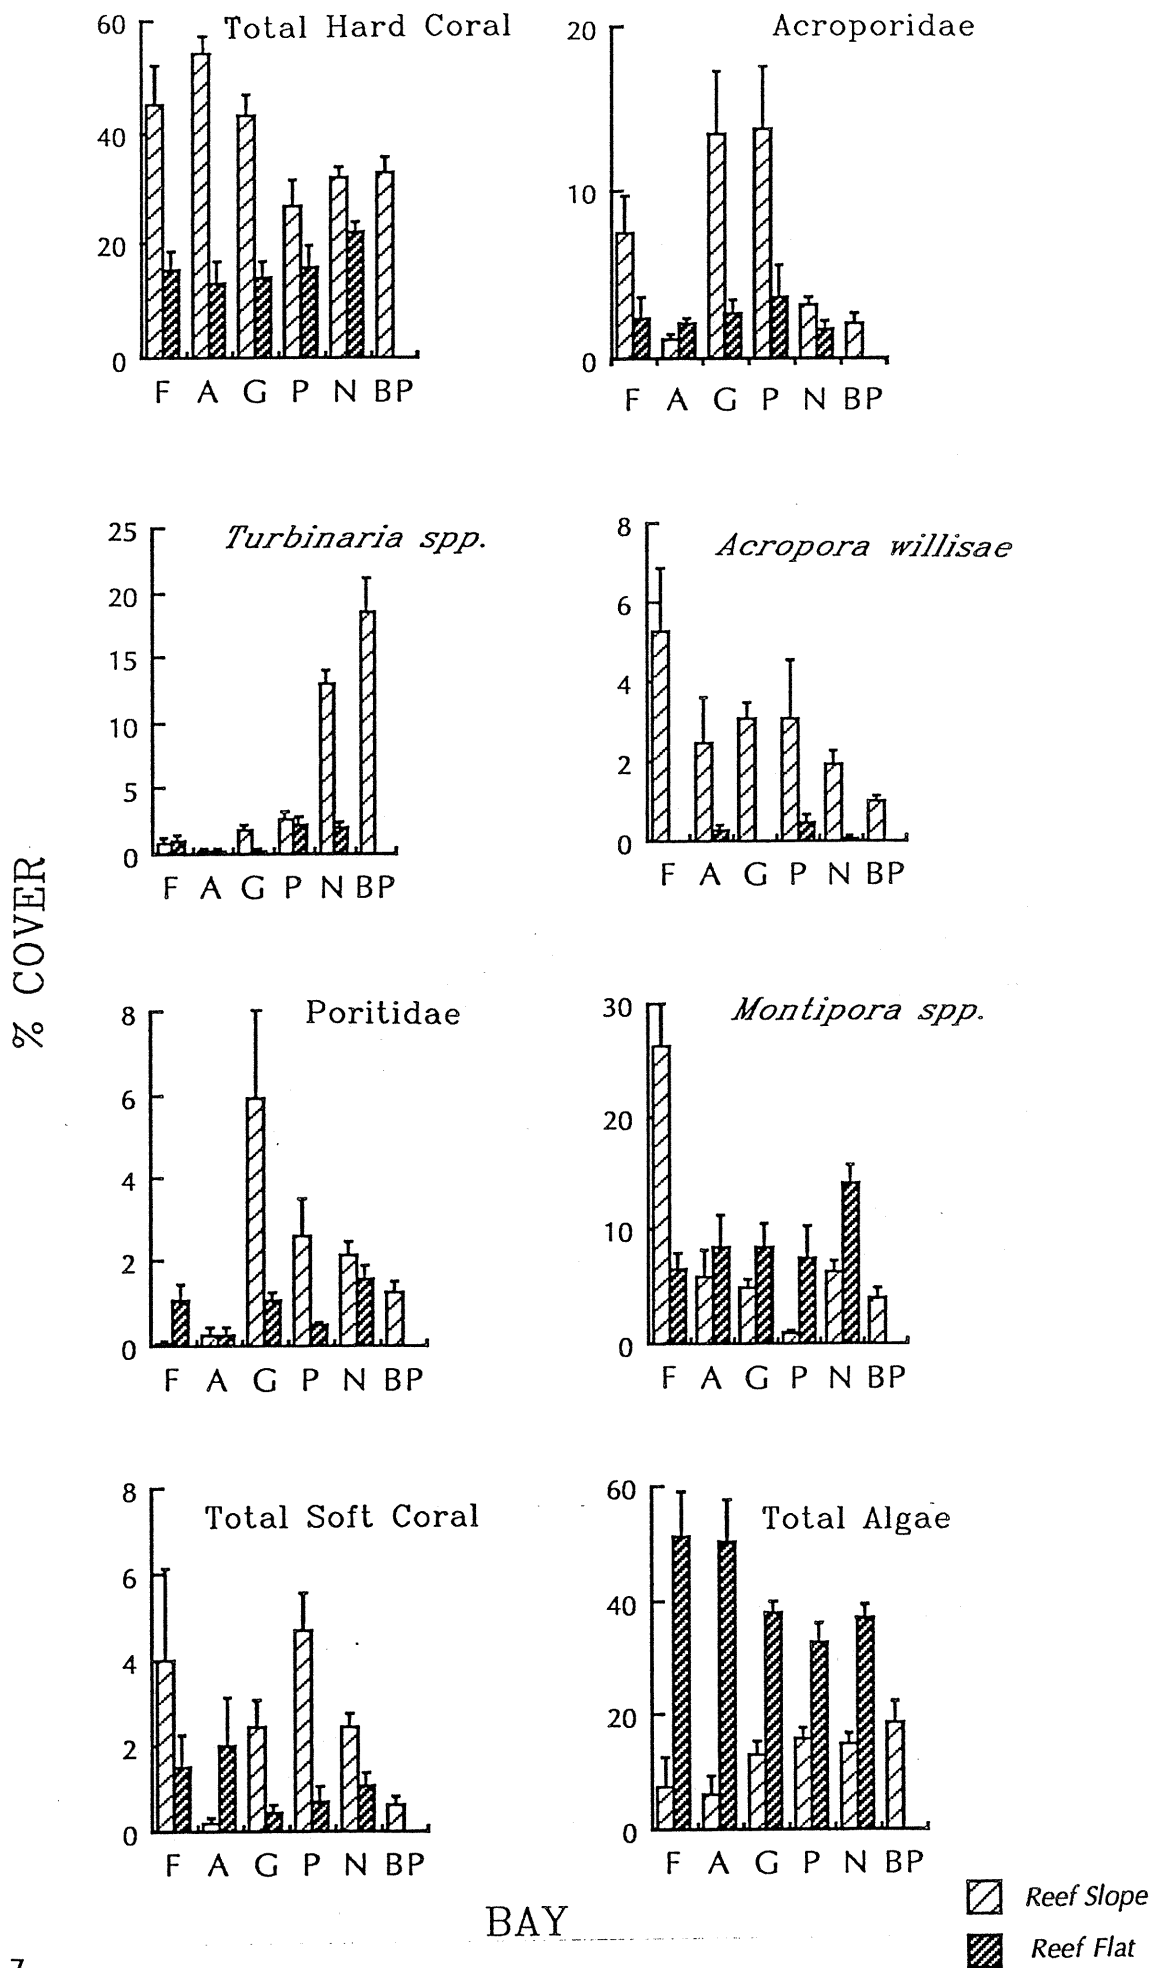 Total Hard Coral
60
40
20
0
F A G P N BP
Acroporidae
20
10
0
F A G P N BP
Turbinaria spp.
25
20
15
10
5
0
F A G P N BP
Acropora willisae
8
6
4
2
0
F A G P N BP
% COVER
Poritidae
8
6
4
2
0
F A G P N BP
Montipora spp.
30
20
10
0
F A G P N BP
Total Soft Coral
8
6
4
2
0
F A G P N BP
Total Algae
60
40
20
0
F A G P N BP
BAY
Reef Slope
Reef Flat